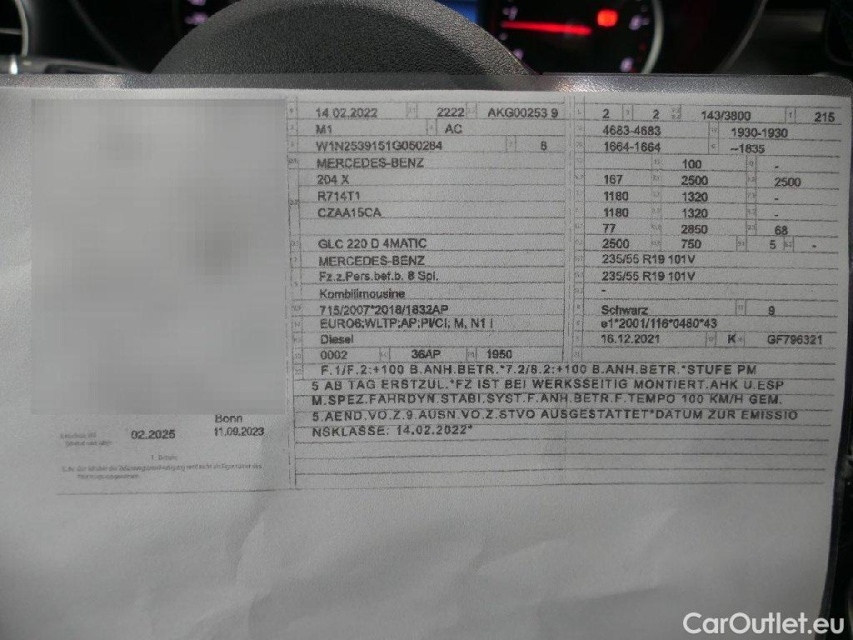 14.02.2022 2222 AKG00253 9
M1 AC
W1N2539151G050264 6
MERCEDES-BENZ
204 X
R714T1
CZAA15CA
GLC 220 D 4MATIC
MERCEDES-BENZ
Fz.z.Pers.bef.b. 8 Spl.
Kombilimousine
715/2007*2018/1832AP
EURO6;WLTP;AP;PI/CI; M, N1 I
Diesel
0002 36AP 1950
2 2 143/3800 215
4683-4683 1930-1930
1664-1664 ~1835
100 -
167 2500 2500
1180 1320 -
1180 1320 -
77 2850 68
2500 750 5 -
235/55 R19 101V
235/55 R19 101V
-
Schwarz 9
e1*2001/116*0480*43
16.12.2021 K GF796321
F.1/F.2:+100 B.ANH.BETR.*7.2/8.2:+100 B.ANH.BETR.*STUFE PM
5 AB TAG ERSTZUL.*FZ IST BEI WERKSSEITIG MONTIERT.AHK U.ESP
M.SPEZ.FAHRDYN.STABI.SYST.F.ANH.BETR.F.TEMPO 100 KM/H GEM.
5.AEND.VO.Z.9.AUSN.VO.Z.STVO AUSGESTATTET*DATUM ZUR EMISSIO
NSKLASSE: 14.02.2022*
Bonn
02.2025 11.09.2023
CarOutlet.eu